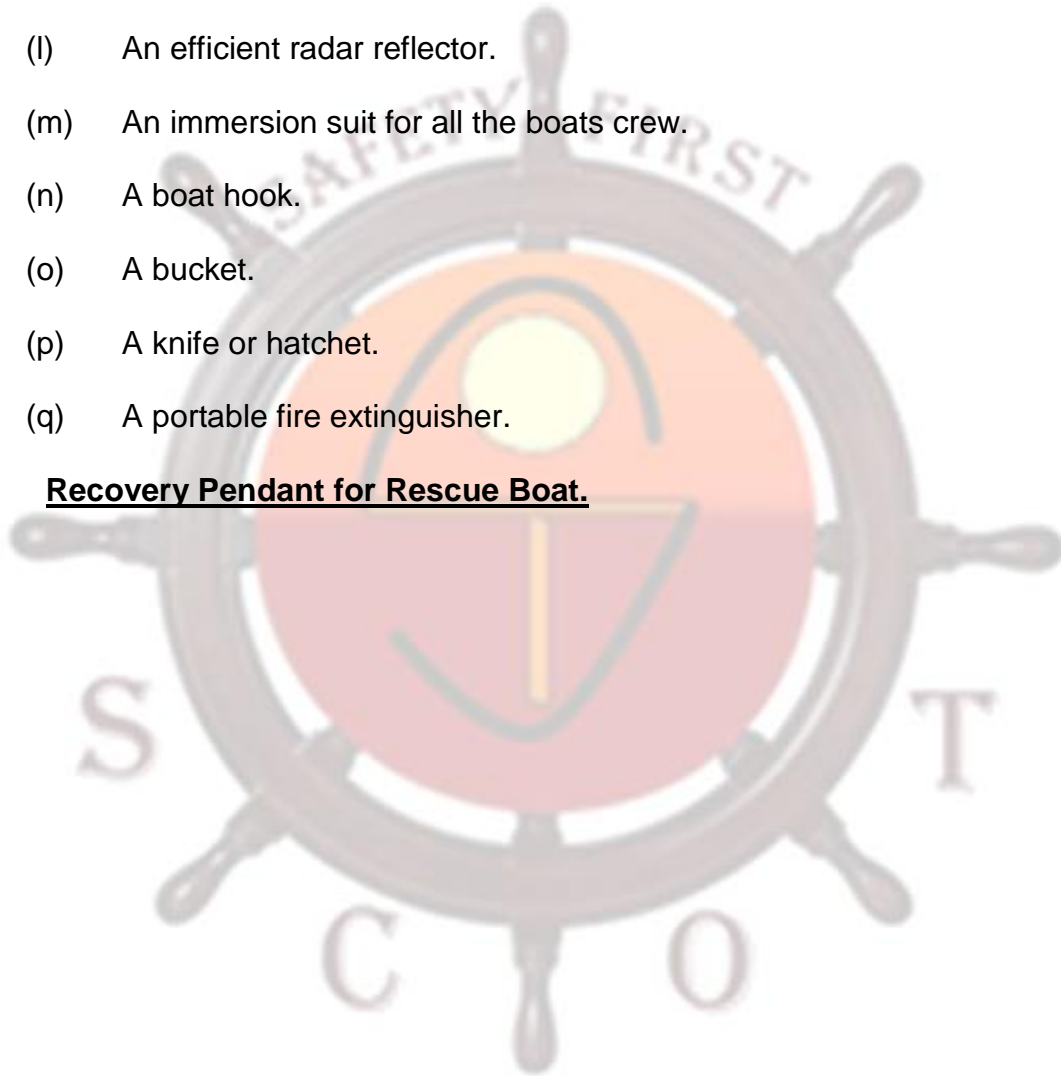 (l) An efficient radar reflector.
(m) An immersion suit for all the boats crew.
(n) A boat hook.
(o) A bucket.
(p) A knife or hatchet.
(q) A portable fire extinguisher.
Recovery Pendant for Rescue Boat.
SAFETY FIRST
S T
C O